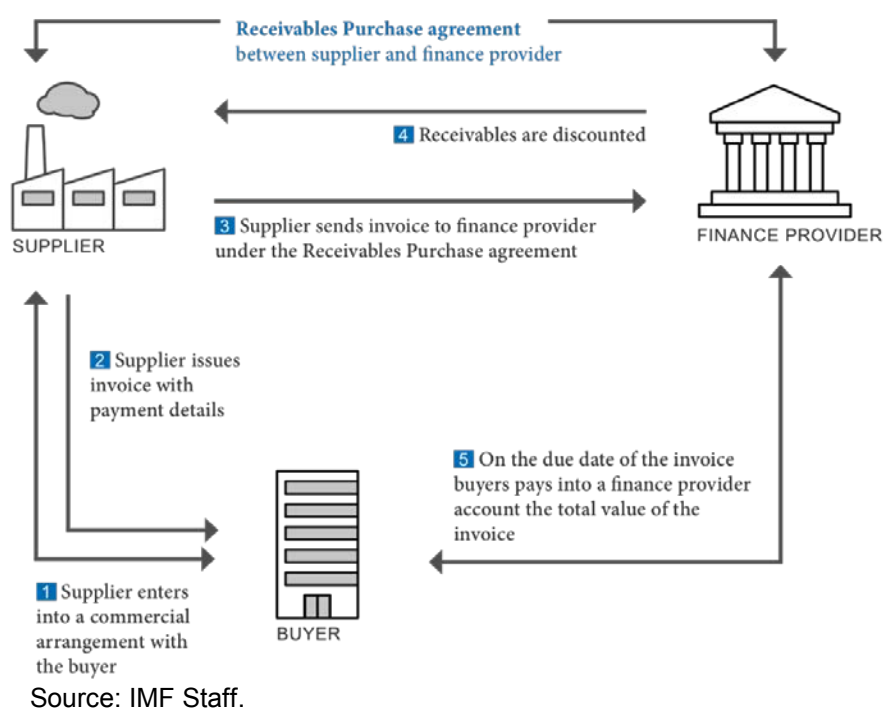 Receivables Purchase agreement
between supplier and finance provider
4 Receivables are discounted
3 Supplier sends invoice to finance provider
under the Receivables Purchase agreement
SUPPLIER
FINANCE PROVIDER
2 Supplier issues
invoice with
payment details
5 On the due date of the invoice
buyers pays into a finance provider
account the total value of the
invoice
1 Supplier enters
into a commercial
arrangement with
the buyer
BUYER
Source: IMF Staff.